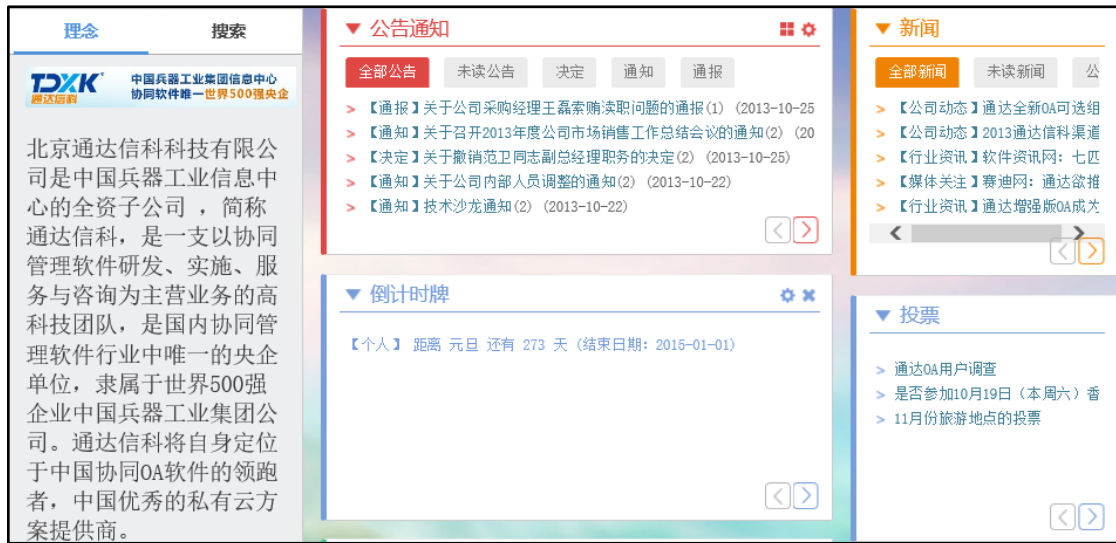 理念 搜索
TDXK 通达信科
中国兵器工业集团信息中心
协同软件唯一世界500强央企
北京通达信科科技有限公
司是中国兵器工业信息中
心的全资子公司 ,简称
通达信科,是一支以协同
管理软件研发、实施、服
务与咨询为主营业务的高
科技团队,是国内协同管
理软件行业中唯一的央企
单位,隶属于世界500强
企业中国兵器工业集团公
司。通达信科将自身定位
于中国协同OA软件的领跑
者,中国优秀的私有云方
案提供商。
公告通知
全部公告 未读公告 决定 通知 通报
【通报】关于公司采购经理王磊索贿渎职问题的通报(1) (2013-10-25
【通知】关于召开2013年度公司市场销售工作总结会议的通知(2) (20
【决定】关于撤销范卫同志副总经理职务的决定(2) (2013-10-25)
【通知】关于公司内部人员调整的通知(2) (2013-10-22)
【通知】技术沙龙通知(2) (2013-10-22)
倒计时牌
【个人】 距离 元旦 还有 273 天 (结束日期: 2015-01-01)
新闻
全部新闻 未读新闻 公
【公司动态】通达全新OA可选组
【公司动态】2013通达信科渠道
【行业资讯】软件资讯网: 七匹
【媒体关注】赛迪网: 通达欲推
【行业资讯】通达增强版OA成为
投票
通达OA用户调查
是否参加10月19日(本周六)香
11月份旅游地点的投票